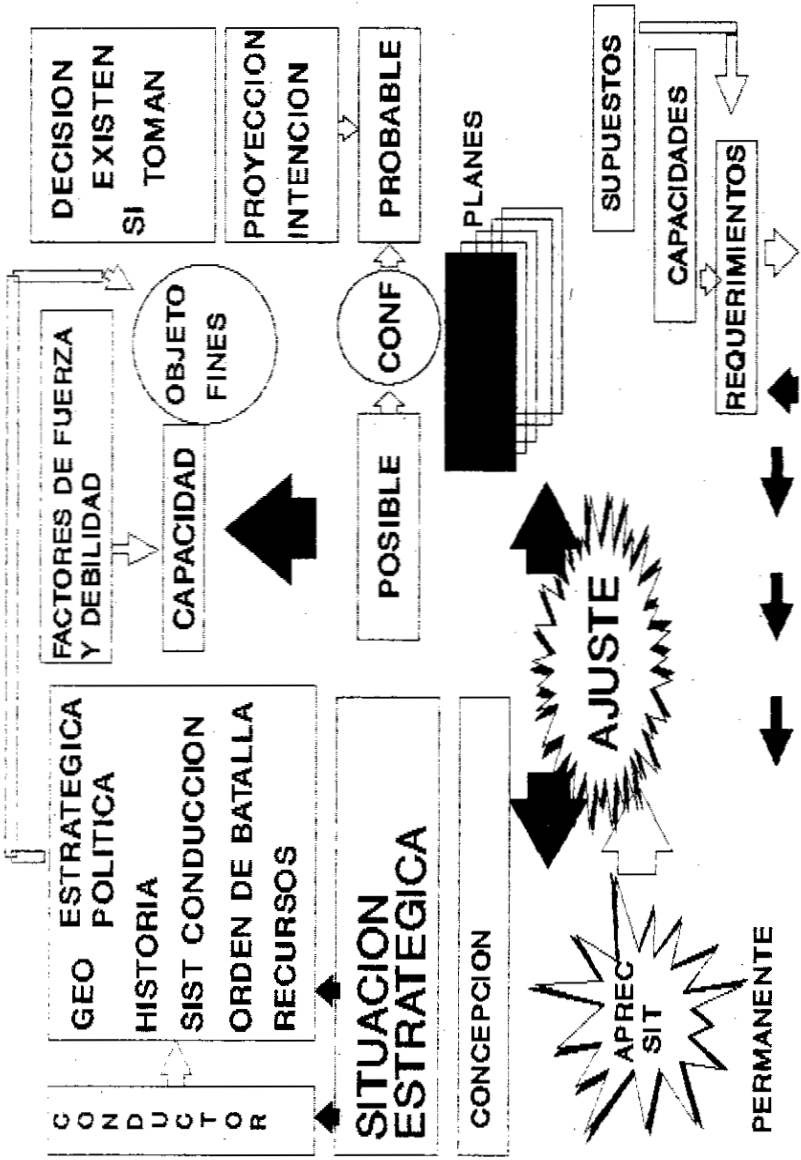 CONDUCTOR
ESTRATEGICA
GEO POLITICA
HISTORIA
SIST CONDUCCION
ORDEN DE BATALLA
RECURSOS
FACTORES DE FUERZA
Y DEBILIDAD
CAPACIDAD
OBJETO
FINES
DECISION
EXISTEN
SI
TOMAN
PROYECCION
INTENCION
SITUACION
ESTRATEGICA
POSIBLE
CONF
PROBABLE
CONCEPCION
PLANES
APREC
SIT
AJUSTE
SUPUESTOS
CAPACIDADES
REQUERIMIENTOS
PERMANENTE